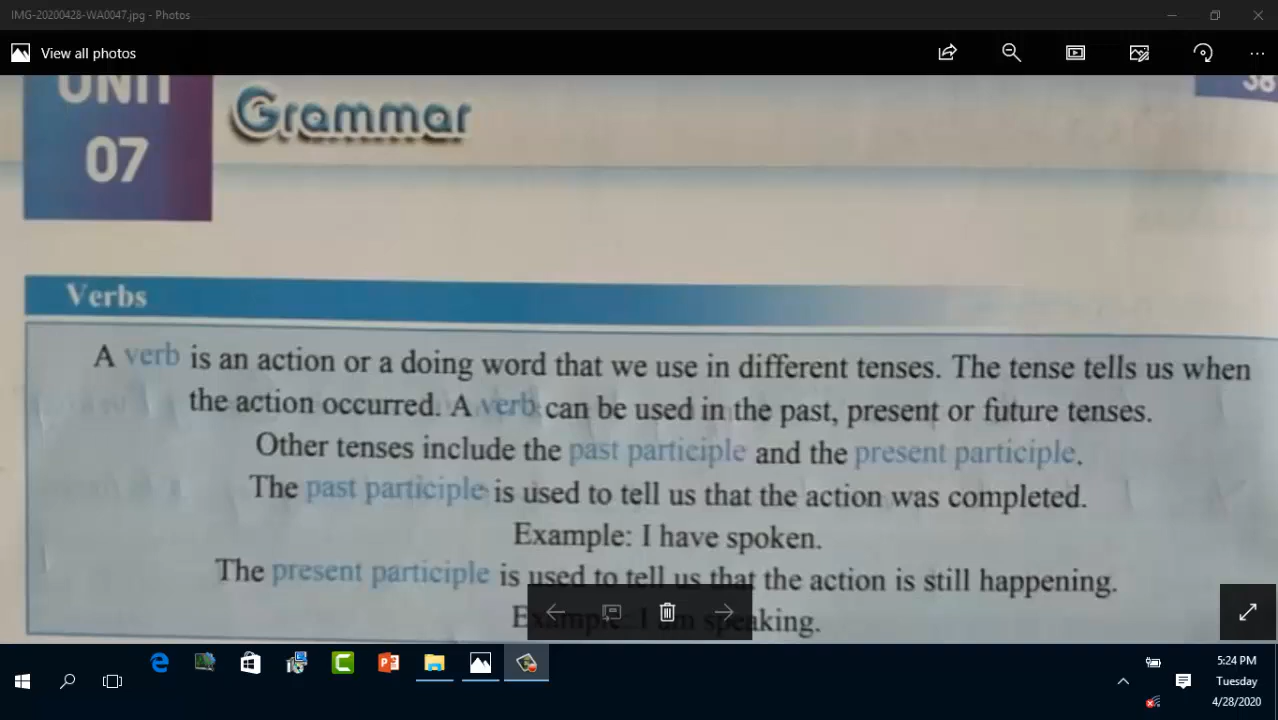 IMG-20200428-WA0047.jpg - Photos
View all photos
UNIT
07
Grammar
38
Verbs
A verb is an action or a doing word that we use in different tenses. The tense tells us when
the action occurred. A verb can be used in the past, present or future tenses.
Other tenses include the past participle and the present participle.
The past participle is used to tell us that the action was completed.
Example: I have spoken.
The present participle is used to tell us that the action is still happening.
Example: I am speaking.
5:24 PM
Tuesday
4/28/2020